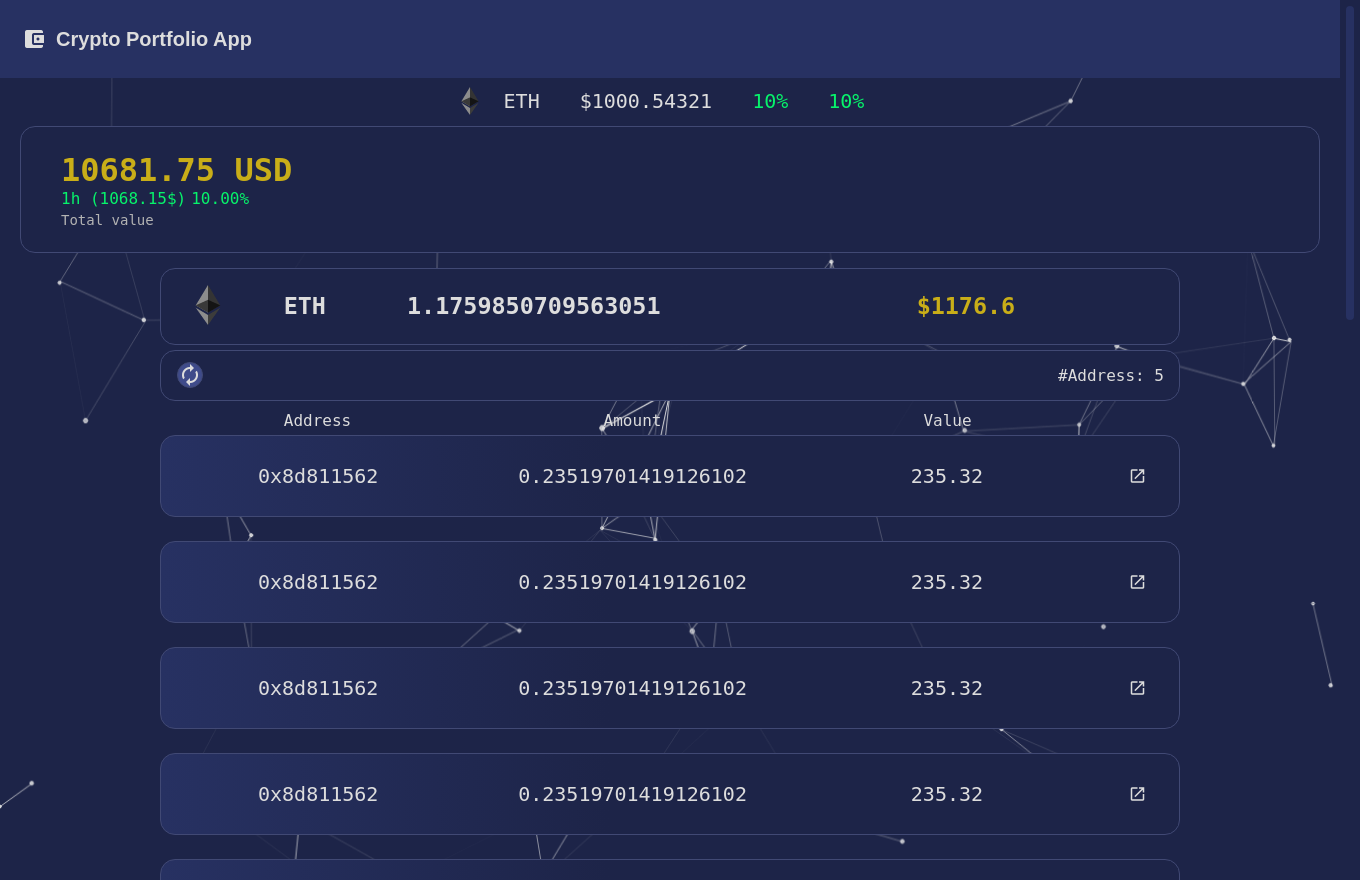 Crypto Portfolio App
ETH $1000.54321 10% 10%
10681.75 USD
1h (1068.15$) 10.00%
Total value
ETH 1.1759850709563051 $1176.6
#Address: 5
Address Amount Value
0x8d811562 0.23519701419126102 235.32
0x8d811562 0.23519701419126102 235.32
0x8d811562 0.23519701419126102 235.32
0x8d811562 0.23519701419126102 235.32